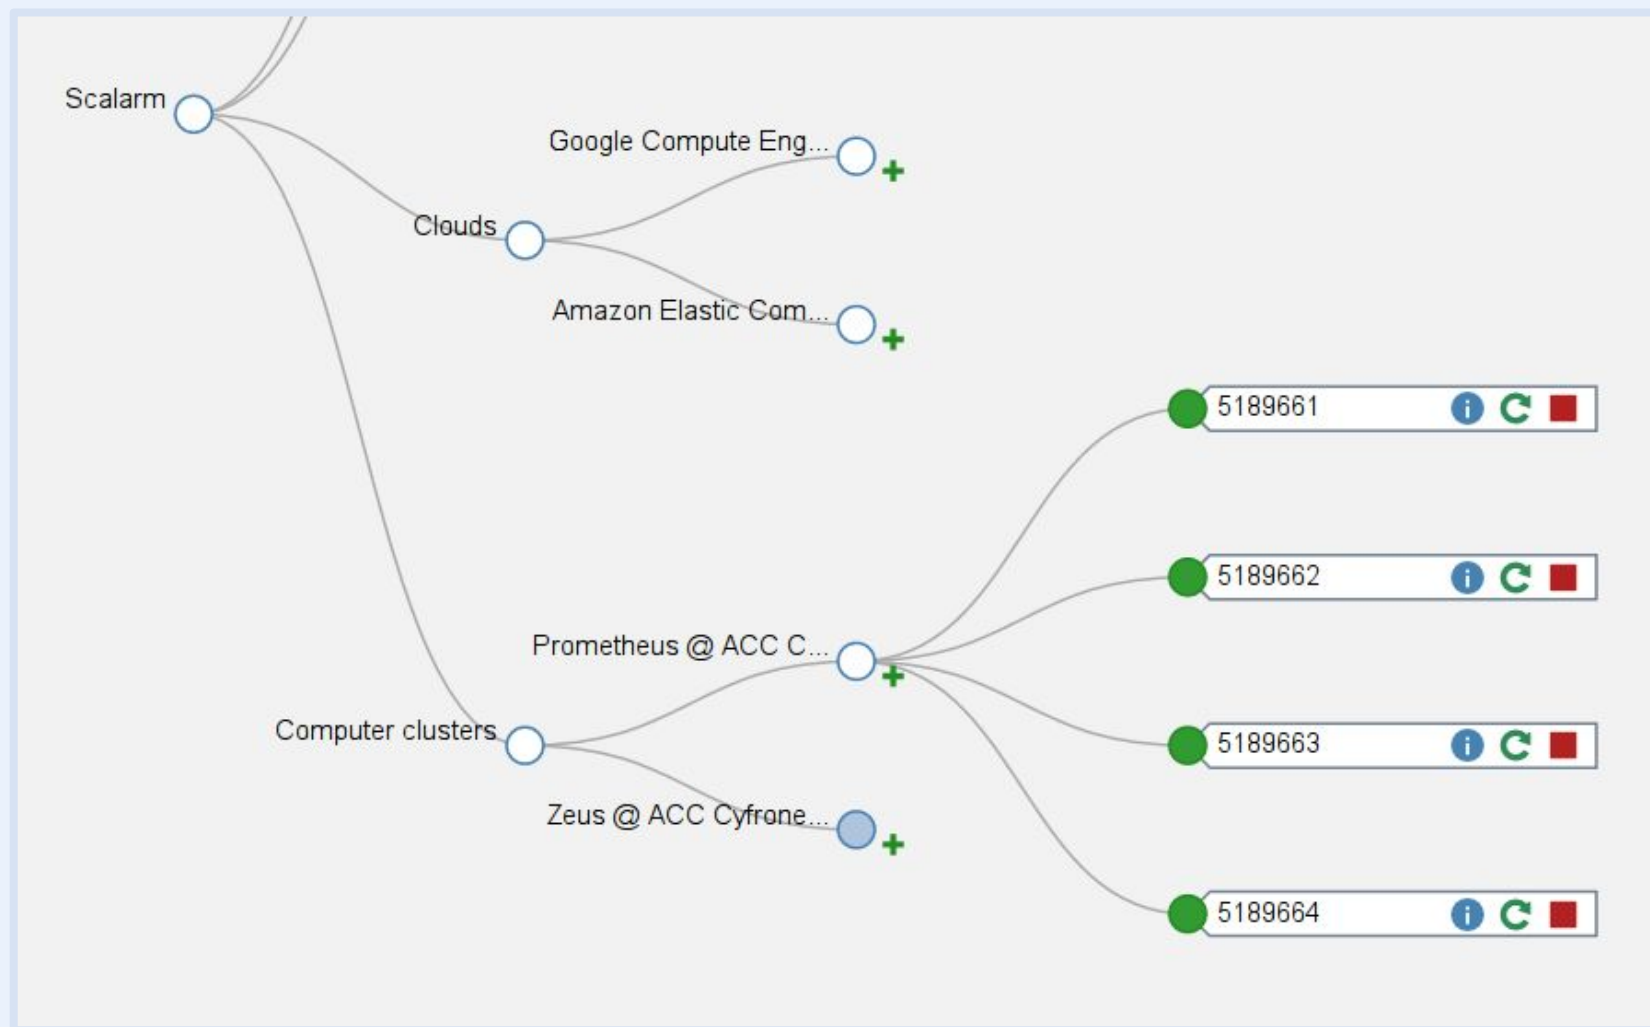 Scalarm
Google Compute Eng...
Clouds
Amazon Elastic Com...
5189661
5189662
Prometheus @ ACC C...
Computer clusters
5189663
Zeus @ ACC Cyfrone...
5189664